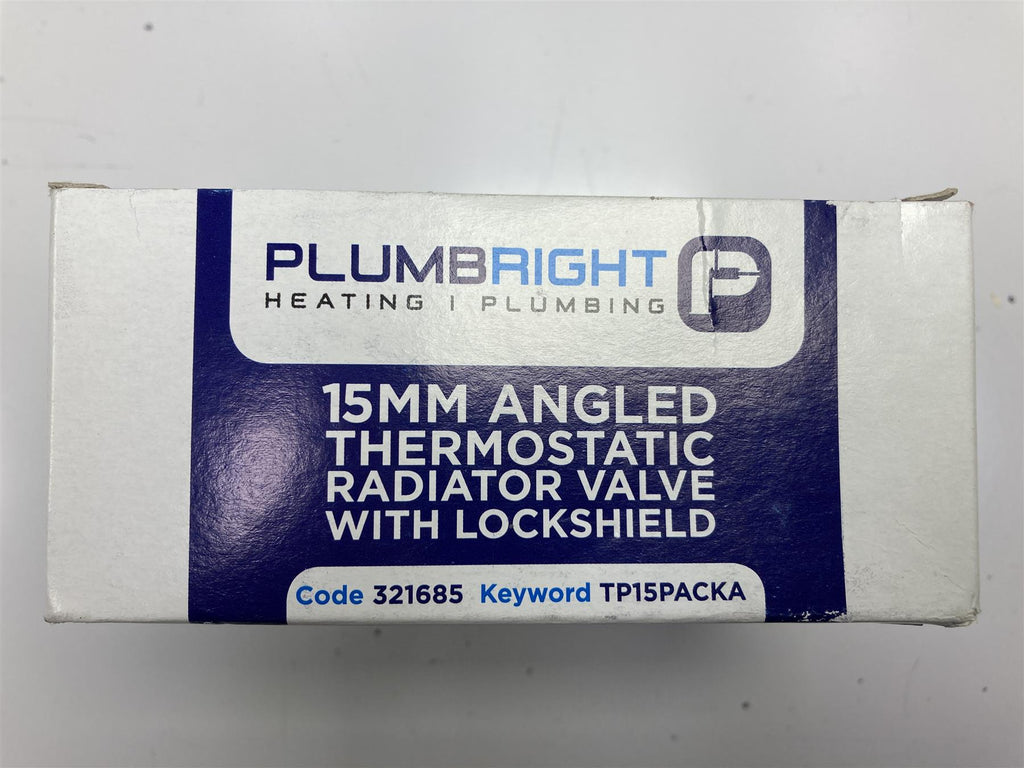 PLUMBRIGHT
HEATING | PLUMBING
15MM ANGLED
THERMOSTATIC
RADIATOR VALVE
WITH LOCKSHIELD
Code 321685 Keyword TP15PACKA